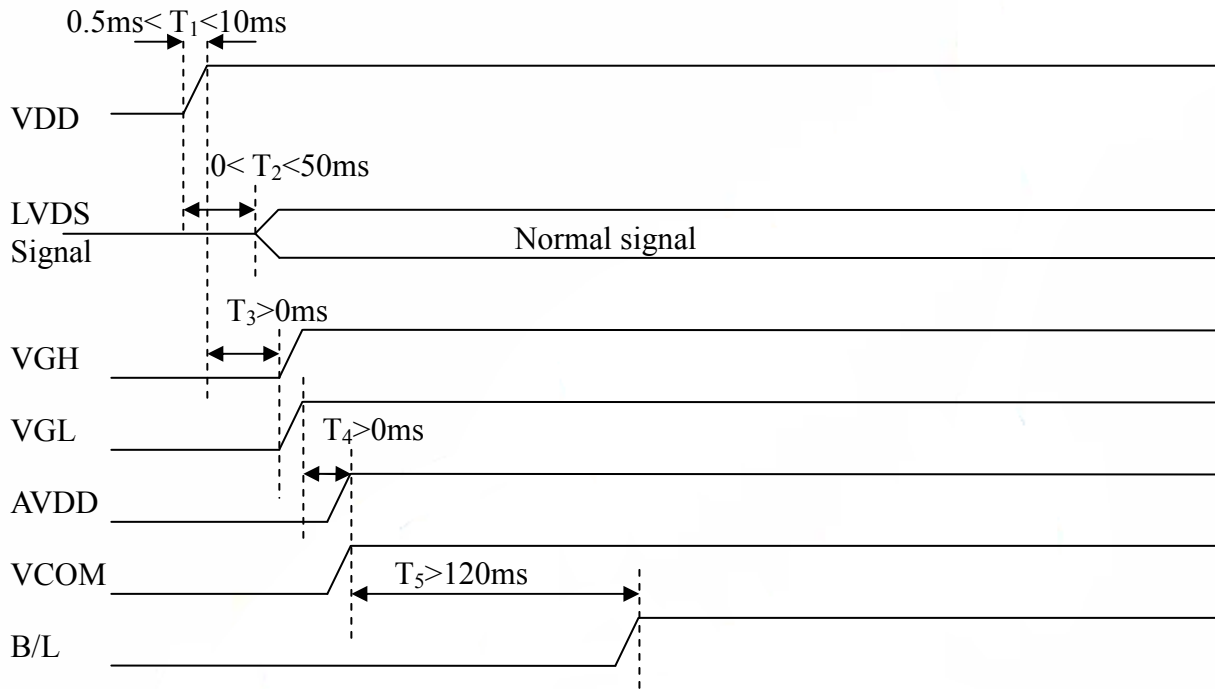 0.5ms< T₁<10ms
VDD
0< T₂<50ms
LVDS
Signal
Normal signal
T₃>0ms
VGH
VGL
T₄>0ms
AVDD
VCOM
T₅>120ms
B/L